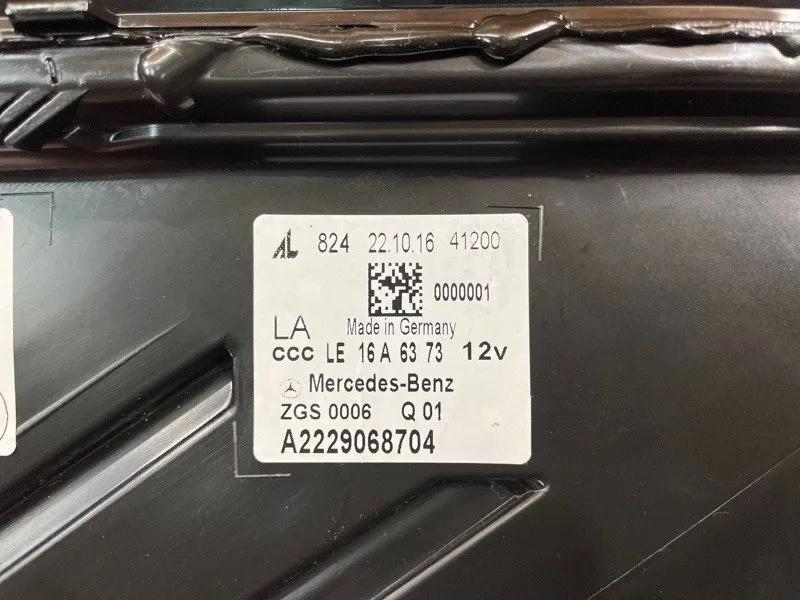 AL 824 22.10.16 41200
0000001
LA Made in Germany
CCC LE 16 A 63 73 12v
Mercedes-Benz
ZGS 0006 Q 01
A2229068704